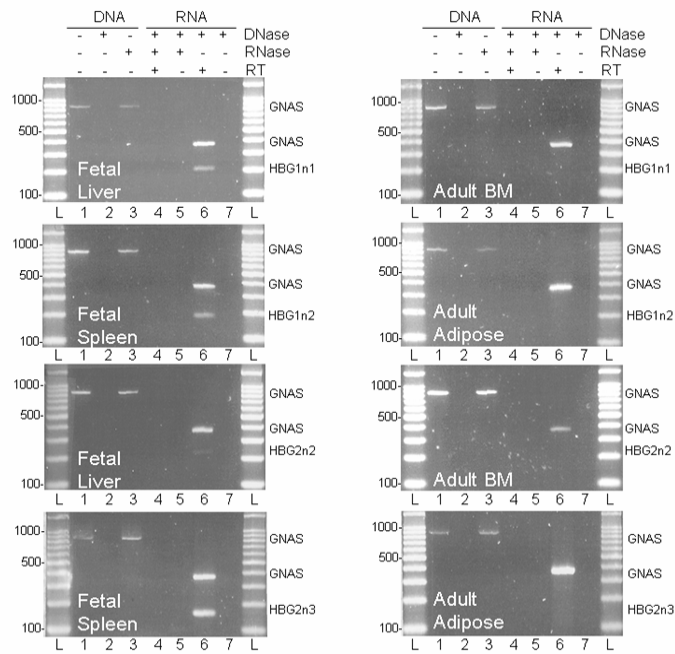 DNA RNA DNA RNA
- + - + + + + DNase - + - + + + +
- - + + + - - RNase - - + + + - -
- - - + - + - RT - - - + - + -
1000- GNAS 1000- GNAS
500- GNAS 500- GNAS
HBG1n1 HBG1n1
100- Fetal Liver 100- Adult BM
L 1 2 3 4 5 6 7 L L 1 2 3 4 5 6 7 L
1000- GNAS 1000- GNAS
500- GNAS 500- GNAS
HBG1n2 HBG1n2
100- Fetal Spleen 100- Adult Adipose
L 1 2 3 4 5 6 7 L L 1 2 3 4 5 6 7 L
1000- GNAS 1000- GNAS
500- GNAS 500- GNAS
HBG2n2 HBG2n2
100- Fetal Liver 100- Adult BM
L 1 2 3 4 5 6 7 L L 1 2 3 4 5 6 7 L
1000- GNAS 1000- GNAS
500- GNAS 500- GNAS
HBG2n3 HBG2n3
100- Fetal Spleen 100- Adult Adipose
L 1 2 3 4 5 6 7 L L 1 2 3 4 5 6 7 L